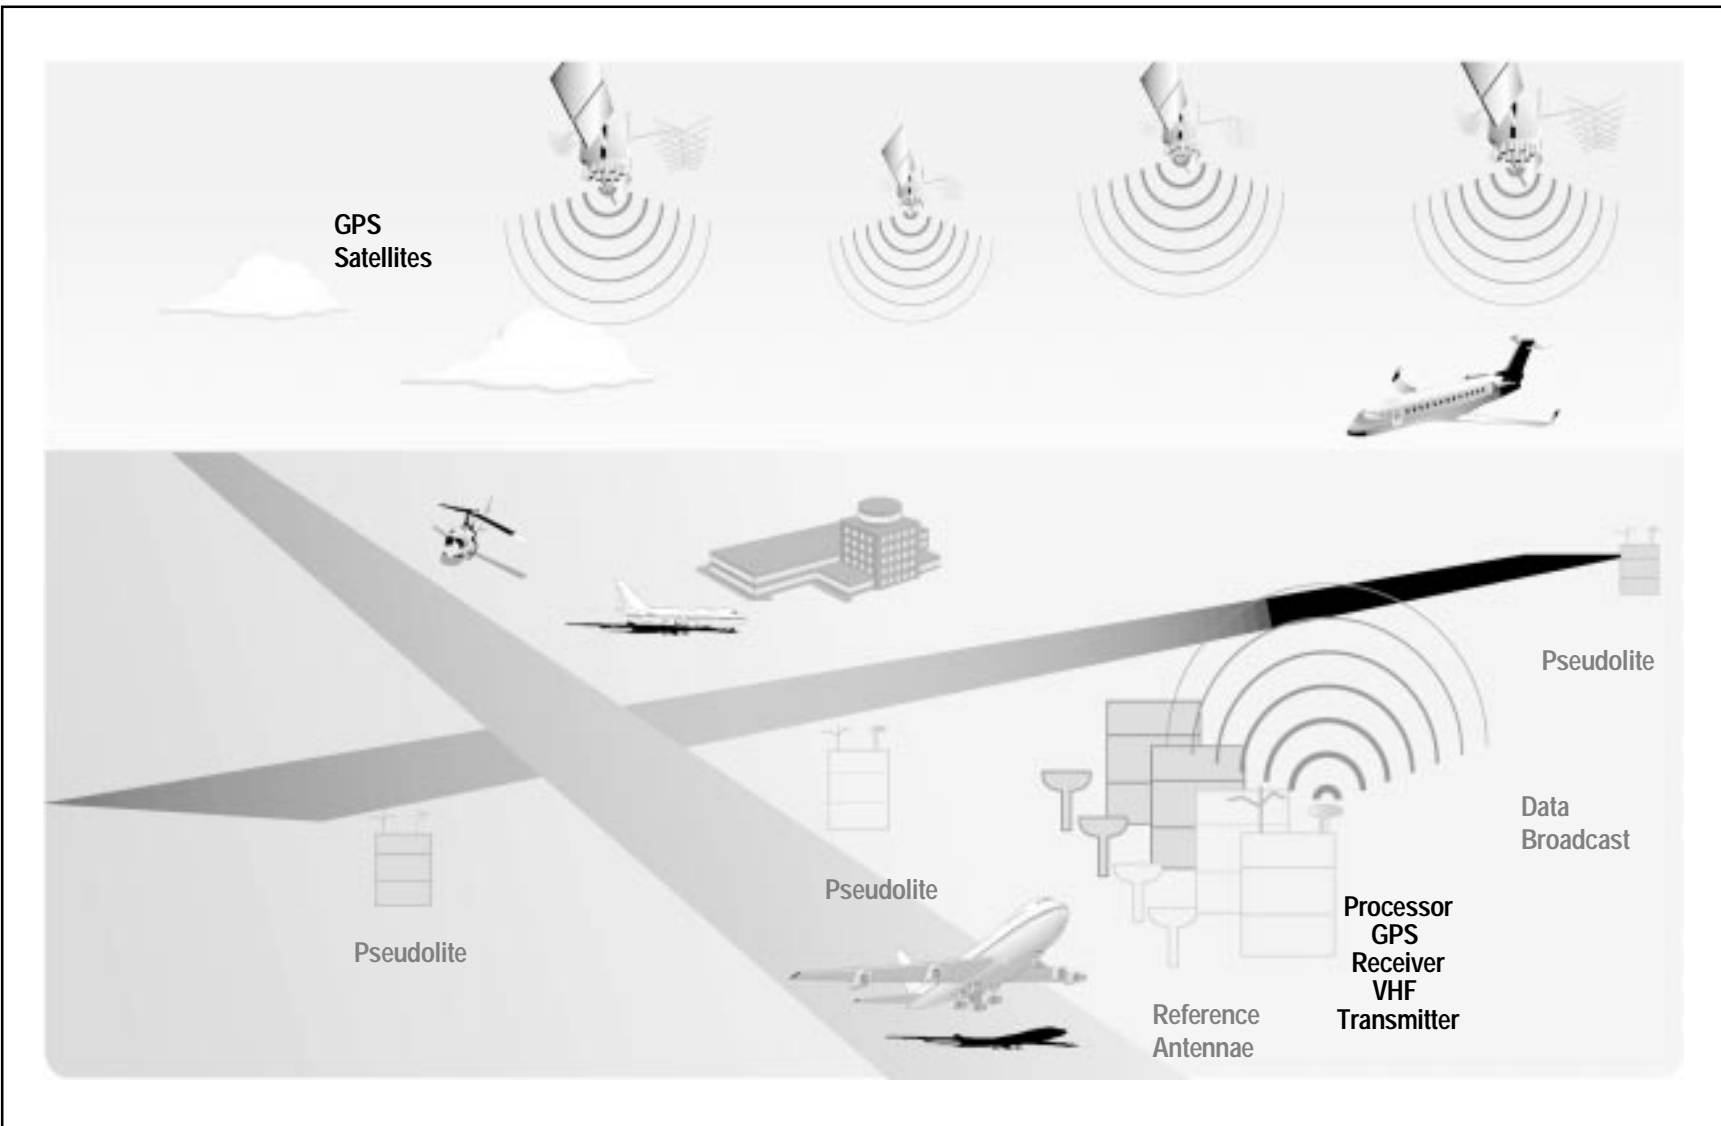 GPS
Satellites
Pseudolite
Data
Broadcast
Pseudolite
Processor
GPS
Receiver
VHF
Transmitter
Pseudolite
Reference
Antennae